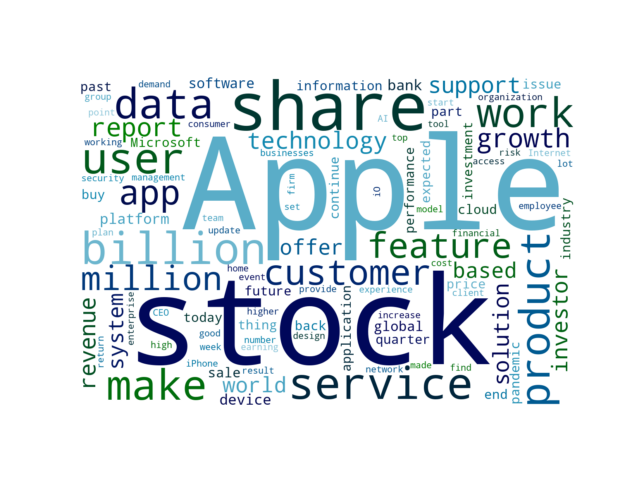 past
demand
software
information
bank
support
issue
group
data
share
organization
work
point
consumer
AI
start
part
report
tool
working
Microsoft
technology
top
growth
user
Apple
businesses
risk
Internet
access
lot
security
management
firm
continue
performance
expected
investment
buy
app
set
iO
model
cloud
employee
platform
team
update
financial
industry
plan
billion
offer
feature
product
million
home
customer
cost
based
event
price
client
revenue
system
enterprise
future
provide
experience
stock
solution
investor
CEO
today
higher
thing
back
application
increase
global
return
high
good
week
number
design
quarter
earning
iPhone
sale
result
network
made
find
make
world
service
end
pandemic
device